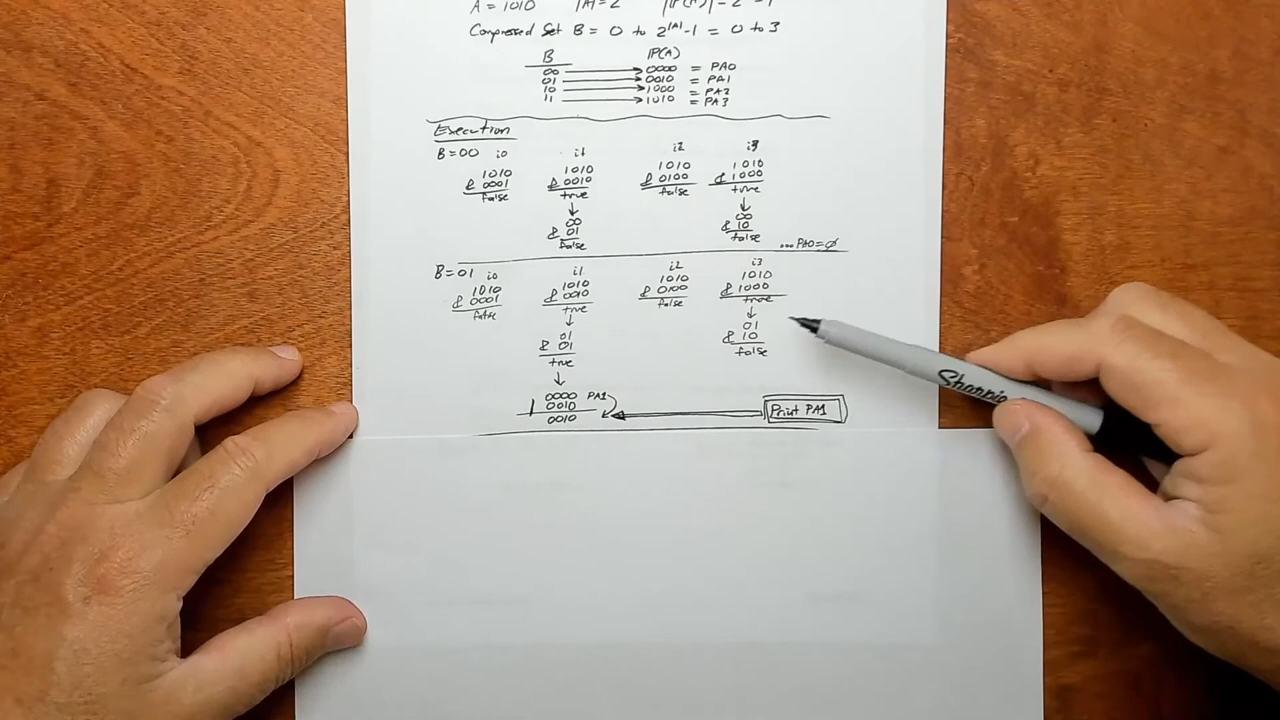 A = 1010 |A| = 2 |P(A)| = 2
Compressed Set B = 0 to 2^|A|-1 = 0 to 3
B P(A)
00 → 0000 = PA0
01 → 0010 = PA1
10 → 1000 = PA2
11 → 1010 = PA3
Execution
B=00 i0 i1 i2 i3
1010 1010 1010 1010
& 0001 & 0010 & 0100 & 1000
false true false true
↓ ↓
00 00
& 01 & 10
false false
...PA0=∅
B=01 i0 i1 i2 i3
1010 1010 1010 1010
& 0001 & 0010 & 0100 & 1000
false true false true
↓ ↓
01 01
& 01 & 10
true false
↓
0000 PA1
| 0010
0010
Print PA1
Sharpie